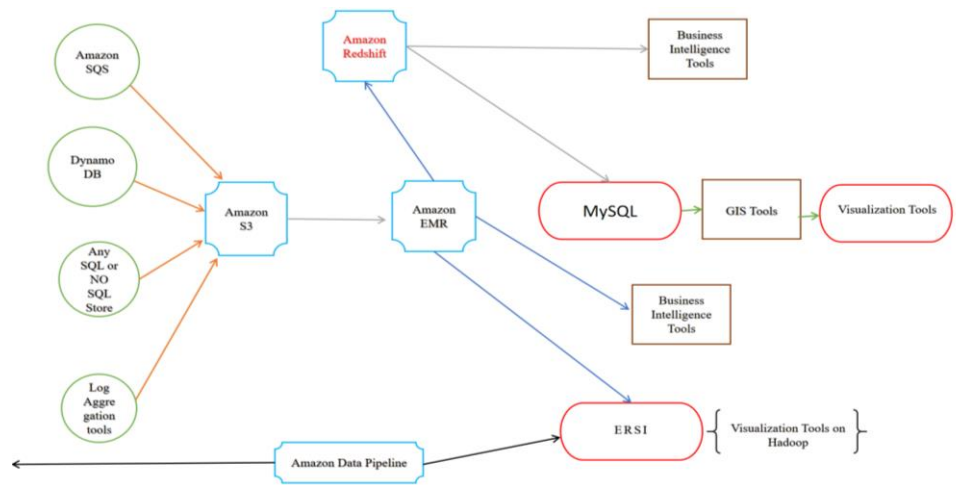 Amazon
SQS
Dynamo
DB
Any
SQL or
NO
SQL
Store
Log
Aggre
gation
tools
Amazon
S3
Amazon
Redshift
Amazon
EMR
Business
Intelligence
Tools
MySQL
GIS Tools
Visualization Tools
Business
Intelligence
Tools
ERSI
Visualization Tools on
Hadoop
Amazon Data Pipeline